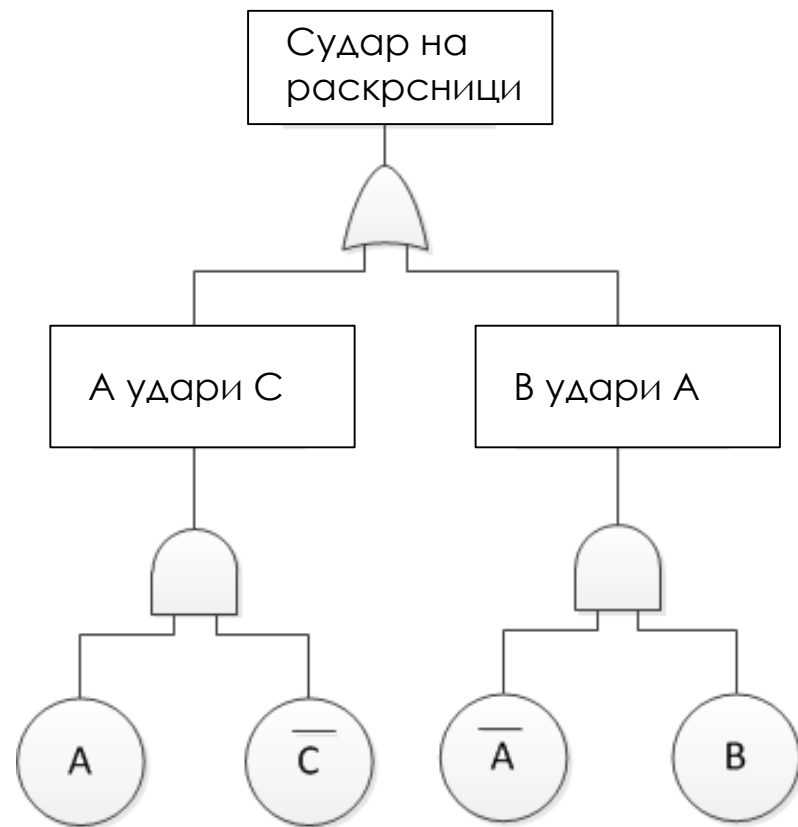 Судар на
раскрсници
А удари С
В удари А
A
C̅
A̅
B